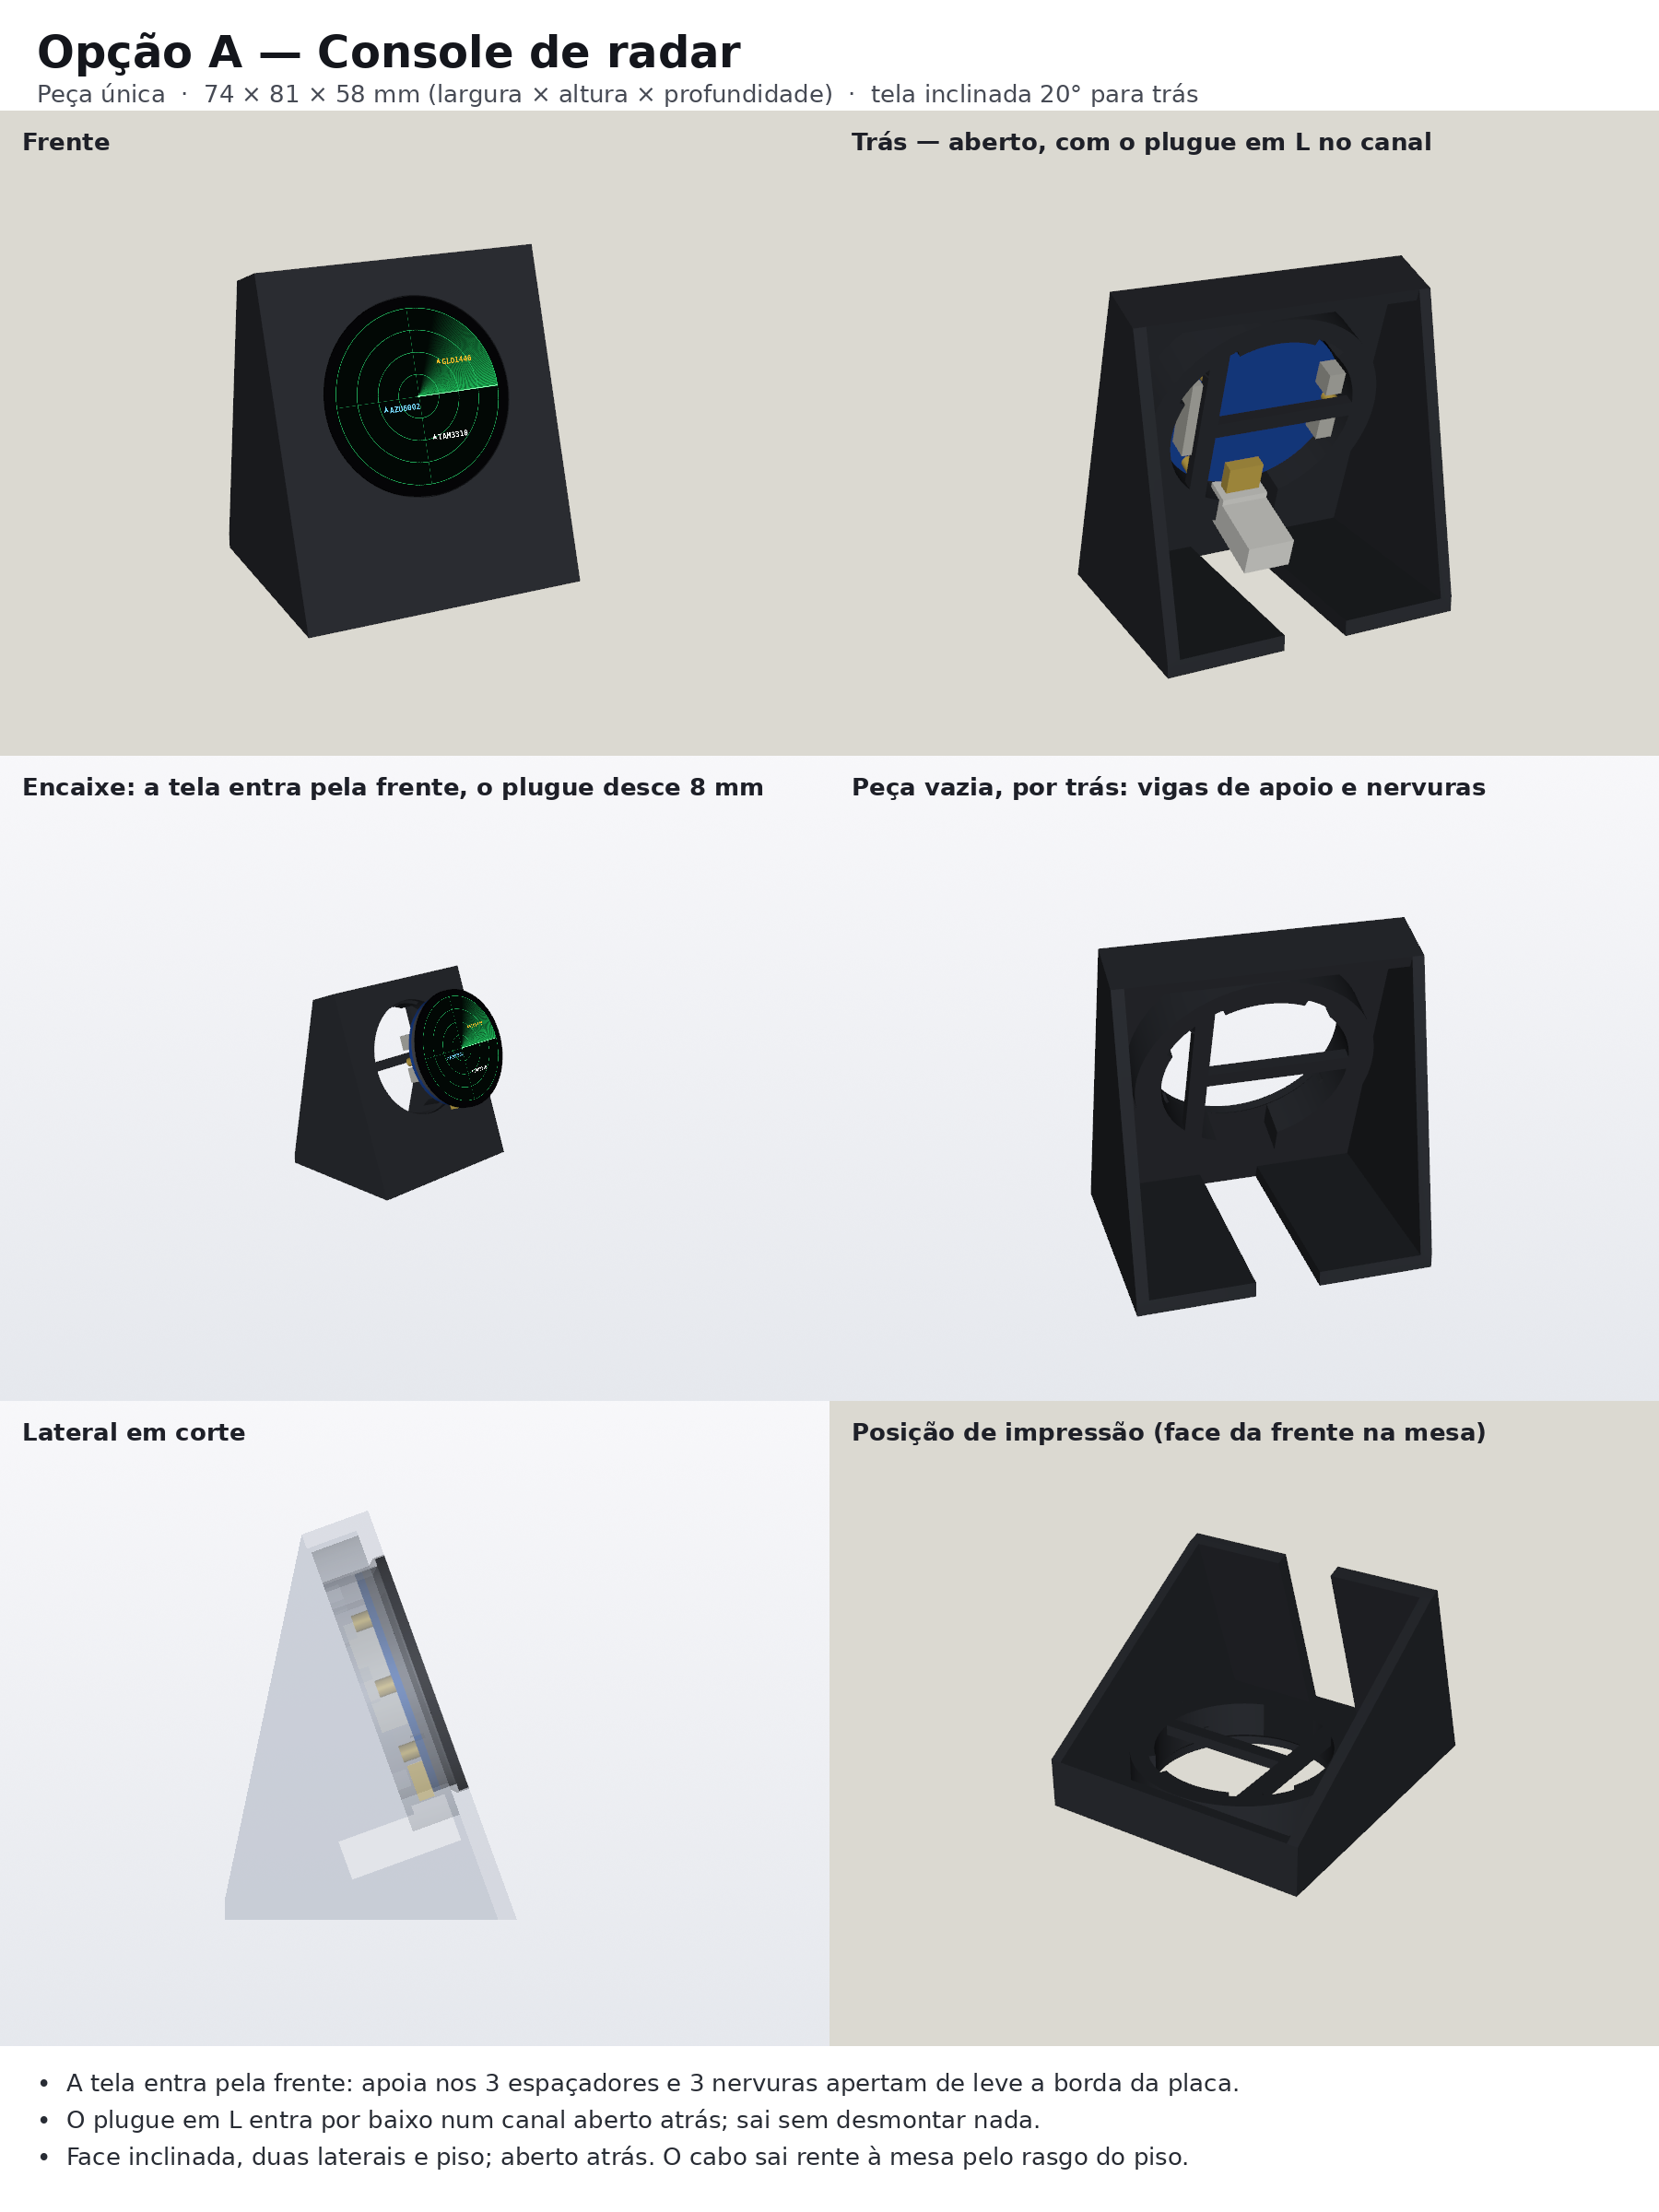 Opção A — Console de radar
Peça única · 74 × 81 × 58 mm (largura × altura × profundidade) · tela inclinada 20° para trás
Frente
Trás — aberto, com o plugue em L no canal
AZU6002
TAM3310
Encaixe: a tela entra pela frente, o plugue desce 8 mm
Peça vazia, por trás: vigas de apoio e nervuras
Lateral em corte
Posição de impressão (face da frente na mesa)
• A tela entra pela frente: apoia nos 3 espaçadores e 3 nervuras apertam de leve a borda da placa.
• O plugue em L entra por baixo num canal aberto atrás; sai sem desmontar nada.
• Face inclinada, duas laterais e piso; aberto atrás. O cabo sai rente à mesa pelo rasgo do piso.